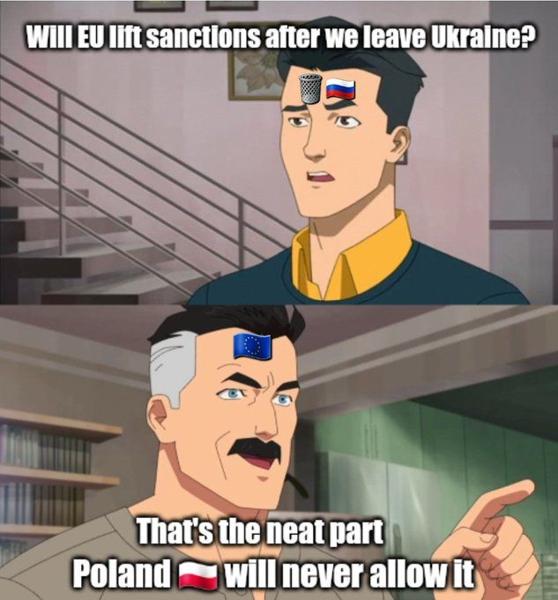 Will EU lift sanctions after we leave Ukraine?
That's the neat part
Poland 🇵🇱 will never allow it